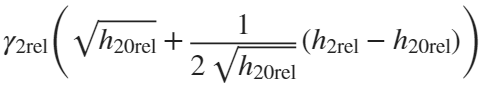 γ₂rel ( √h₂₀rel + 1 / (2 √h₂₀rel) (h₂rel − h₂₀rel) )